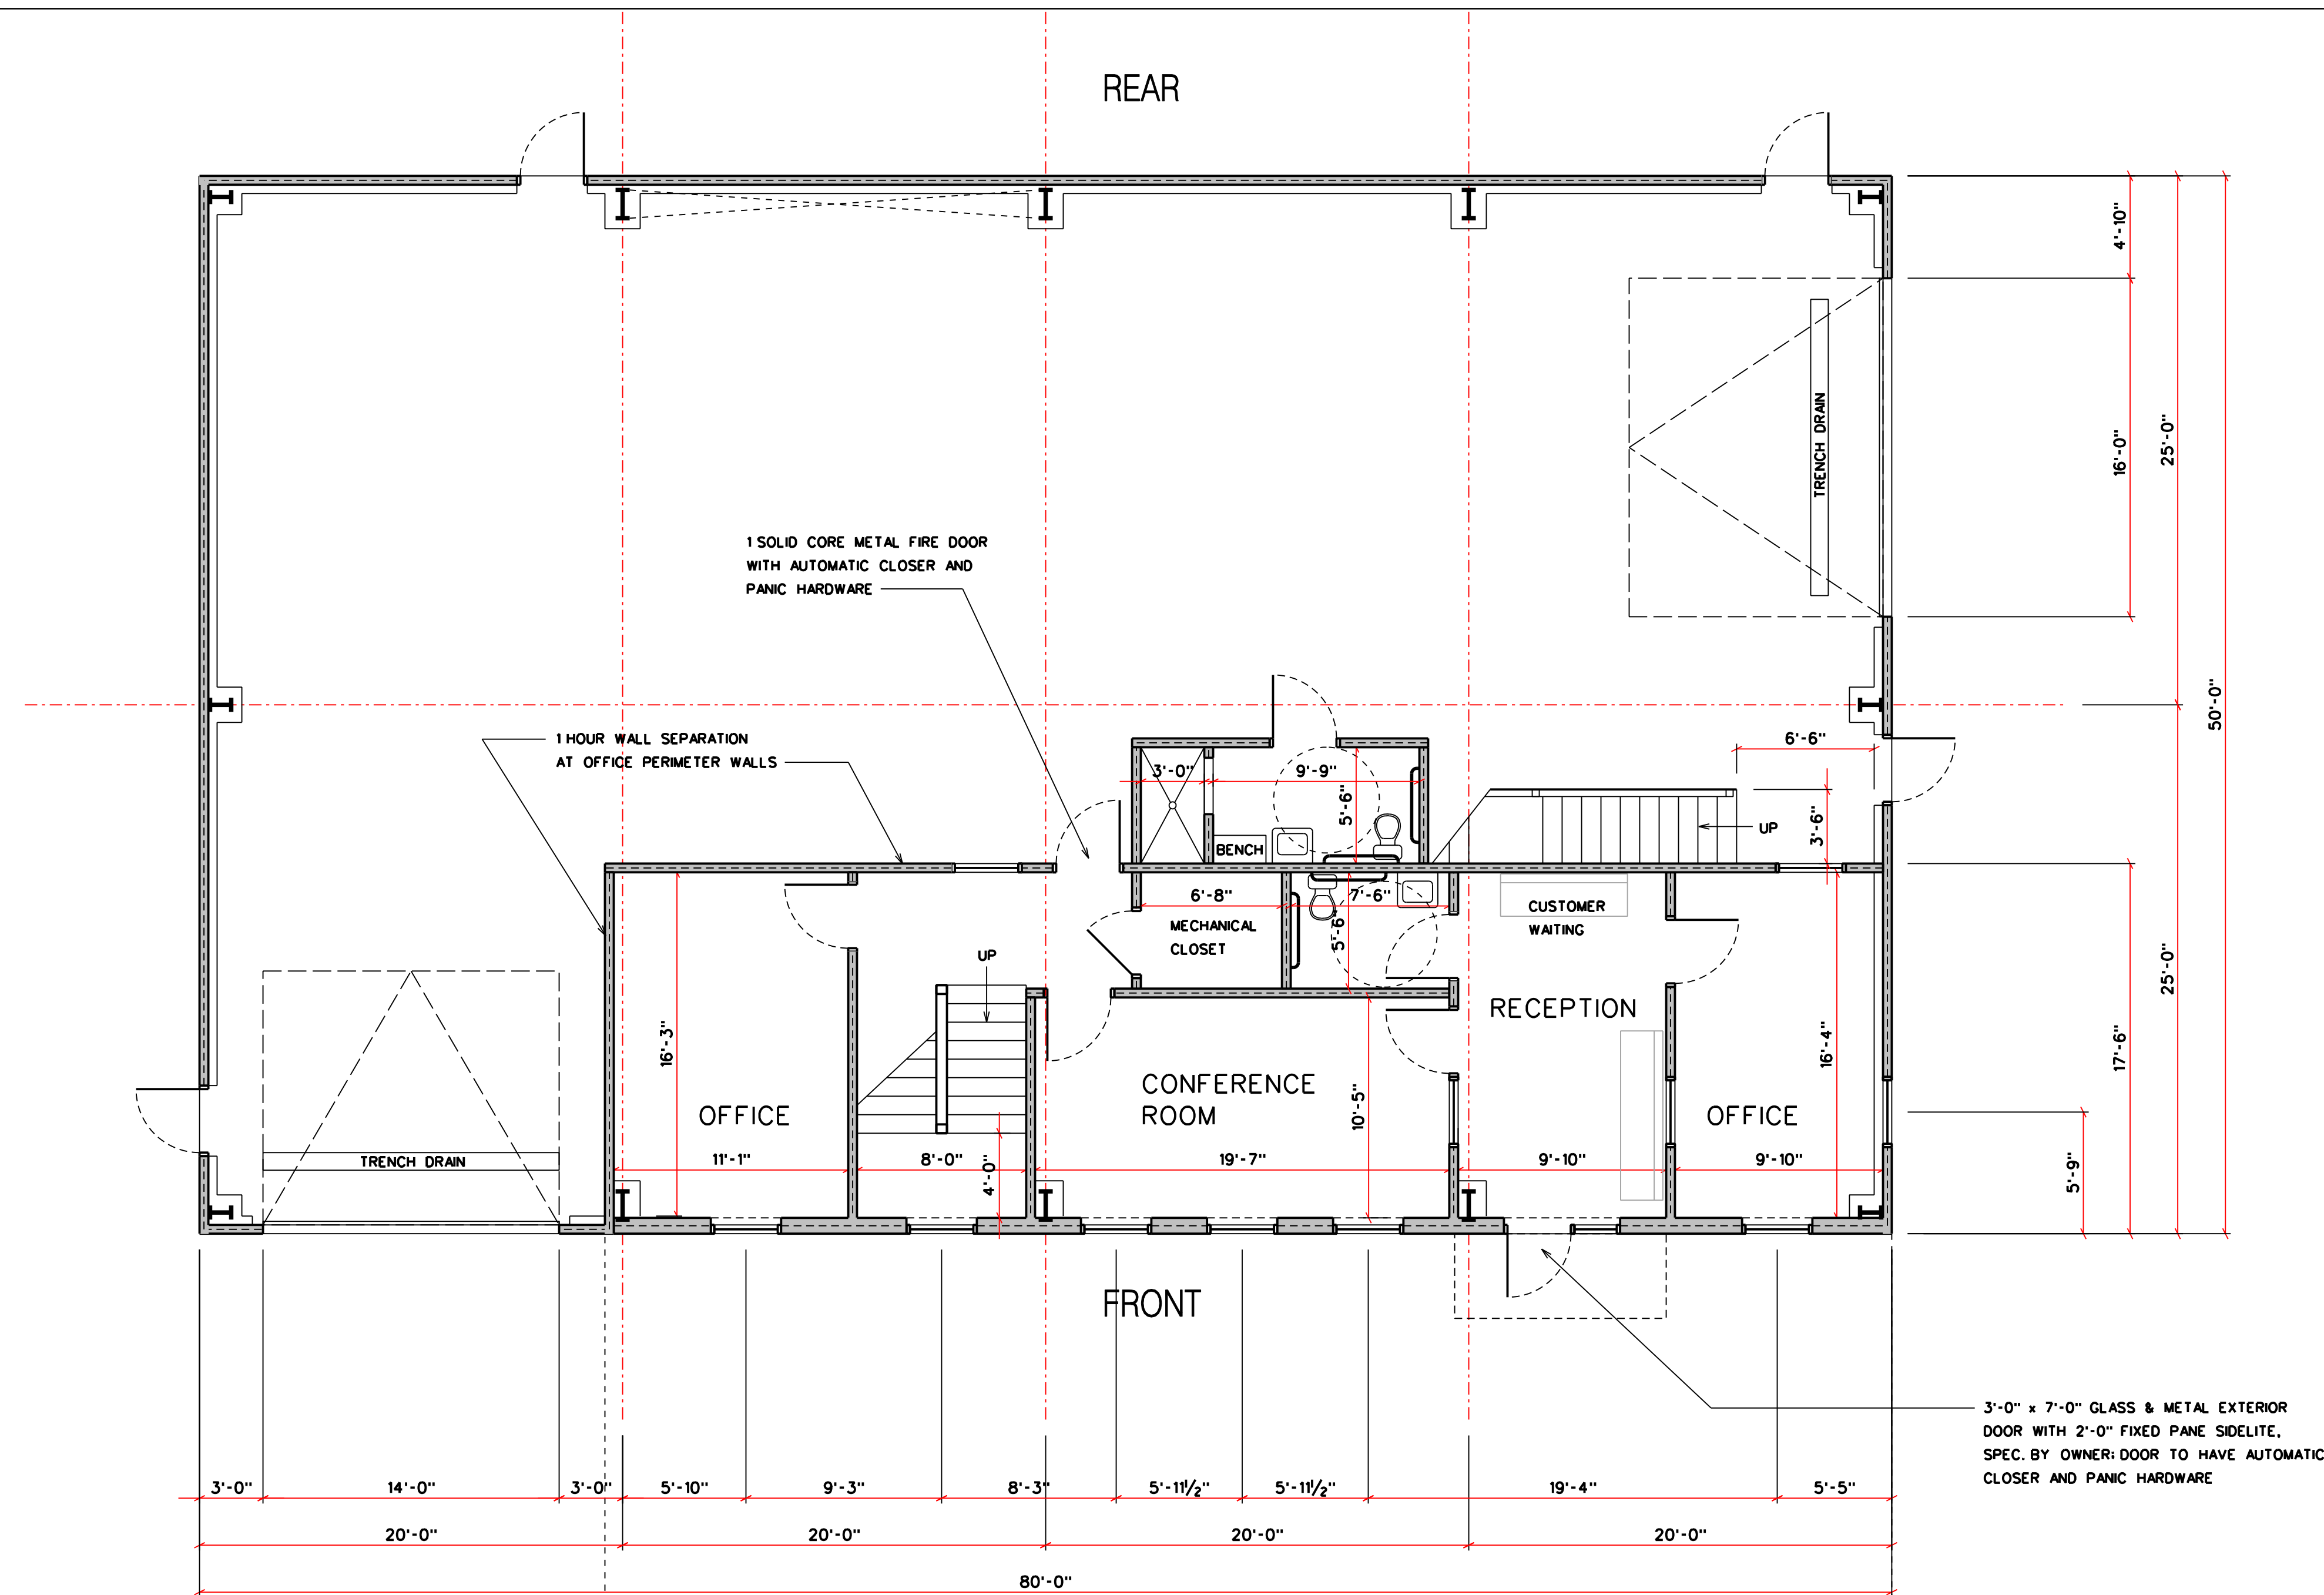 REAR
4'-10"
16'-0"
25'-0"
50'-0"
TRENCH DRAIN
1 SOLID CORE METAL FIRE DOOR
WITH AUTOMATIC CLOSER AND
PANIC HARDWARE
1 HOUR WALL SEPARATION
AT OFFICE PERIMETER WALLS
6'-6"
3'-0"
9'-9"
5'-6"
BENCH
UP
3'-6"
6'-8"
7'-6"
5'-6"
MECHANICAL
CLOSET
CUSTOMER
WAITING
UP
RECEPTION
16'-3"
16'-4"
25'-0"
17'-6"
CONFERENCE
ROOM
10'-5"
OFFICE
OFFICE
TRENCH DRAIN
11'-1"
8'-0"
4'-0"
19'-7"
9'-10"
9'-10"
5'-9"
FRONT
3'-0" x 7'-0" GLASS & METAL EXTERIOR
DOOR WITH 2'-0" FIXED PANE SIDELITE,
SPEC. BY OWNER; DOOR TO HAVE AUTOMATIC
CLOSER AND PANIC HARDWARE
3'-0"
14'-0"
3'-0"
5'-10"
9'-3"
8'-3"
5'-11 1/2"
5'-11 1/2"
19'-4"
5'-5"
20'-0"
20'-0"
20'-0"
20'-0"
80'-0"